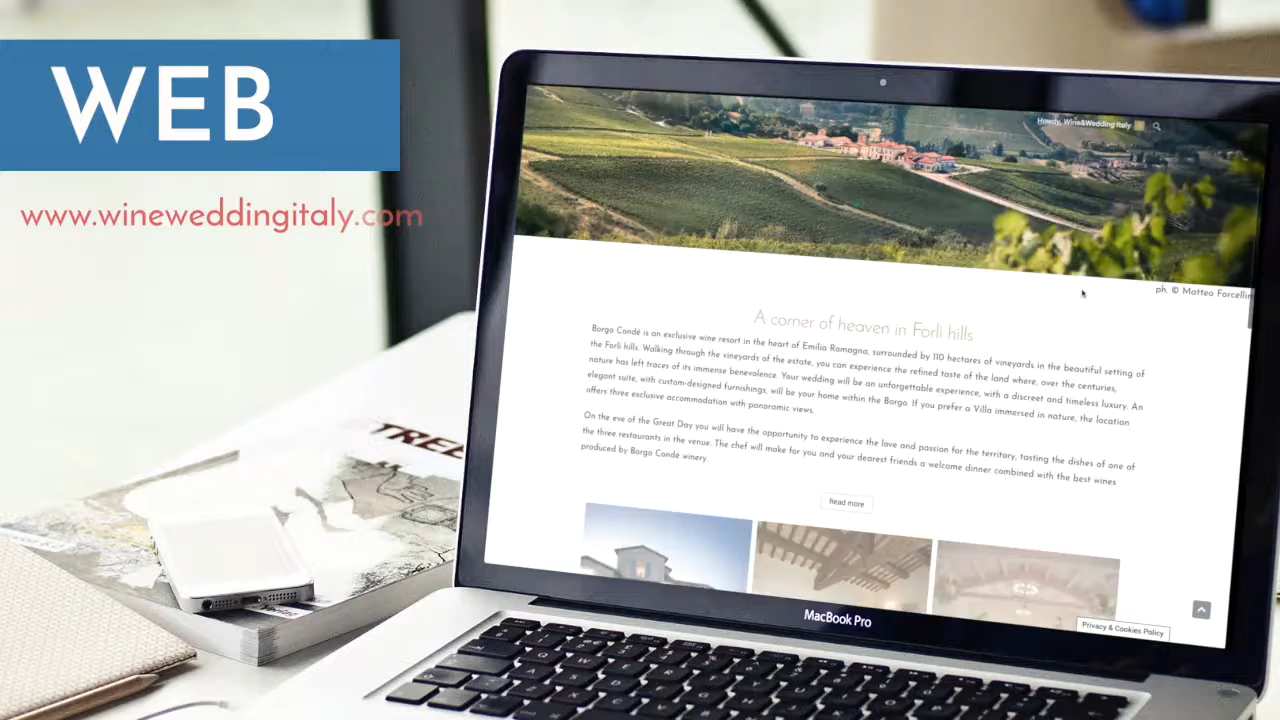 WEB
www.wineweddingitaly.com
Howdy, Wine&Wedding Italy
ph. © Matteo Forcellin
A corner of heaven in Forlì hills
Borgo Condé is an exclusive wine resort in the heart of Emilia Romagna, surrounded by 110 hectares of vineyards in the beautiful setting of
the Forlì hills. Walking through the vineyards of the estate, you can experience the refined taste of the land where, over the centuries,
nature has left traces of its immense benevolence. Your wedding will be an unforgettable experience, with a discreet and timeless luxury. An
elegant suite, with custom-designed furnishings, will be your home within the Borgo. If you prefer a Villa immersed in nature, the location
offers three exclusive accommodation with panoramic views.
On the eve of the Great Day you will have the opportunity to experience the love and passion for the territory, tasting the dishes of one of
the three restaurants in the venue. The chef will make for you and your dearest friends a welcome dinner combined with the best wines
produced by Borgo Condé winery.
Read more
Privacy & Cookies Policy
MacBook Pro
TREE